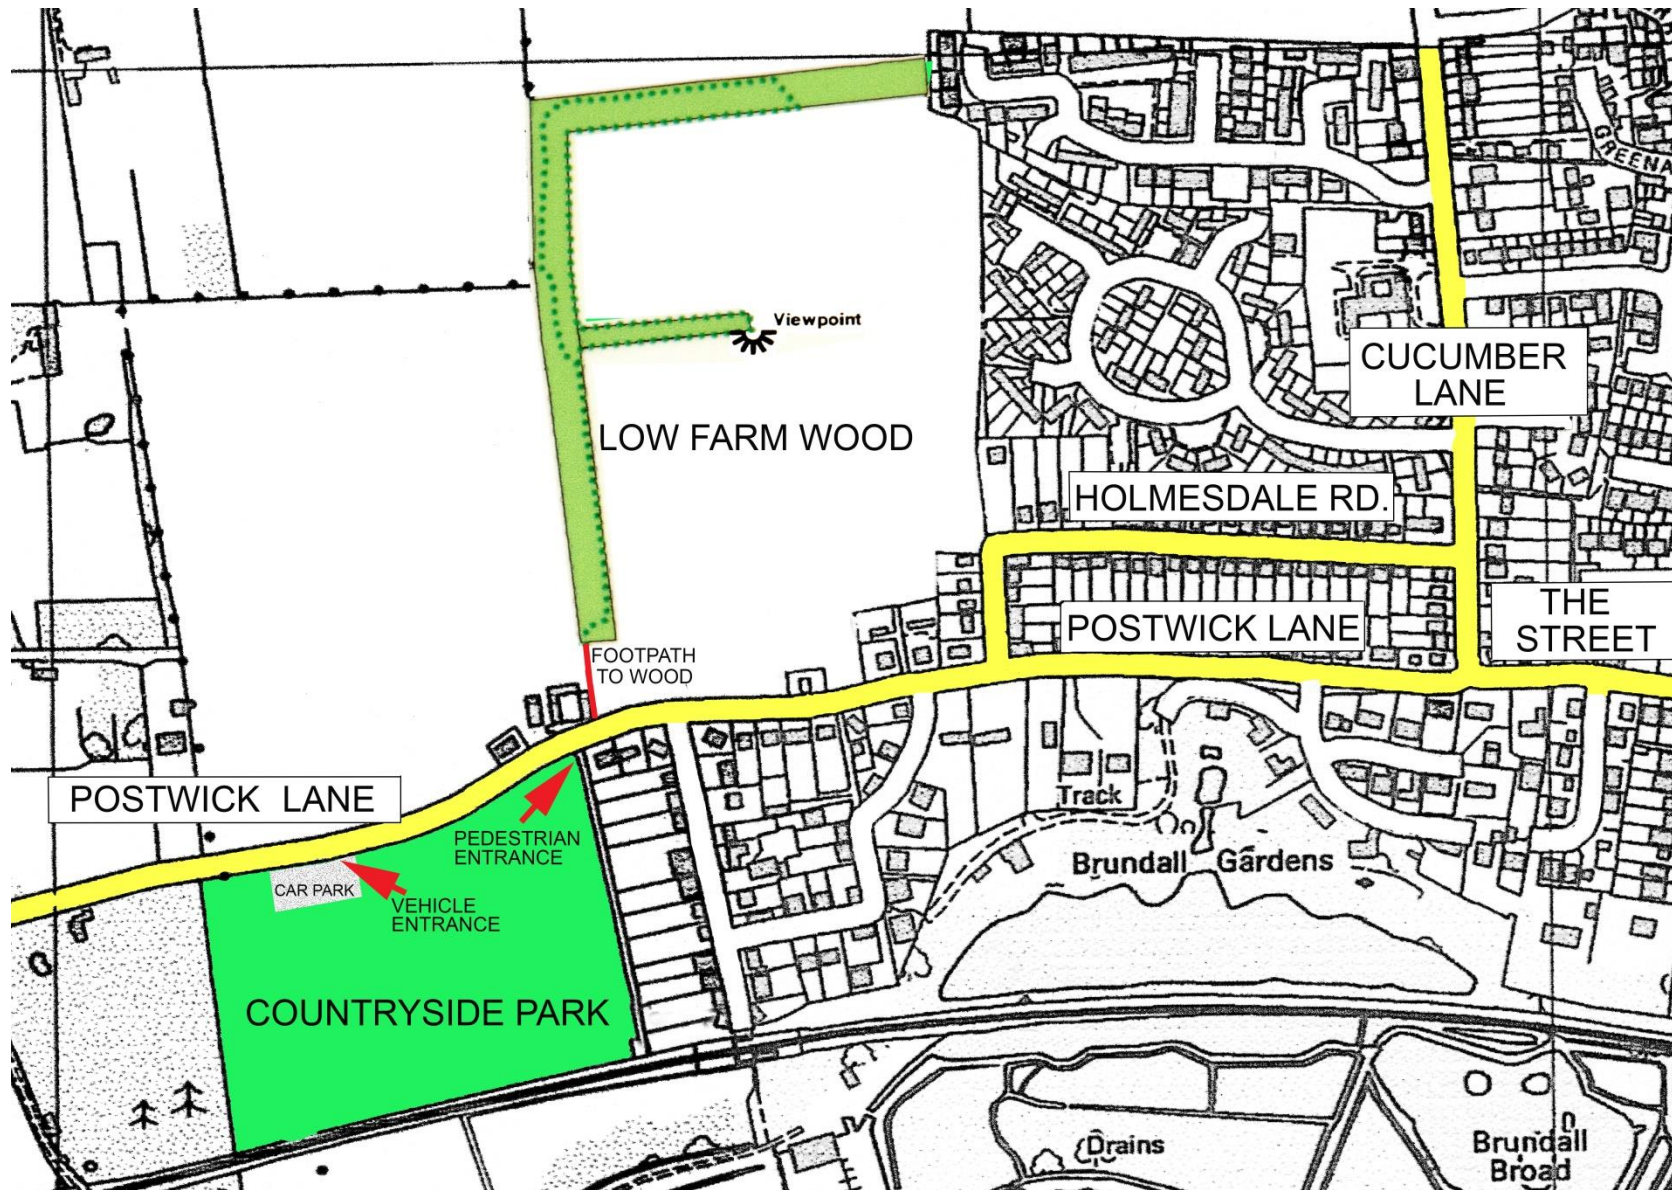 GREENA
Viewpoint
CUCUMBER
LANE
LOW FARM WOOD
HOLMESDALE RD.
THE
STREET
POSTWICK LANE
FOOTPATH
TO WOOD
POSTWICK LANE
Track
PEDESTRIAN
ENTRANCE
Brundall Gardens
CAR PARK
VEHICLE
ENTRANCE
COUNTRYSIDE PARK
Drains
Brundall
Broad